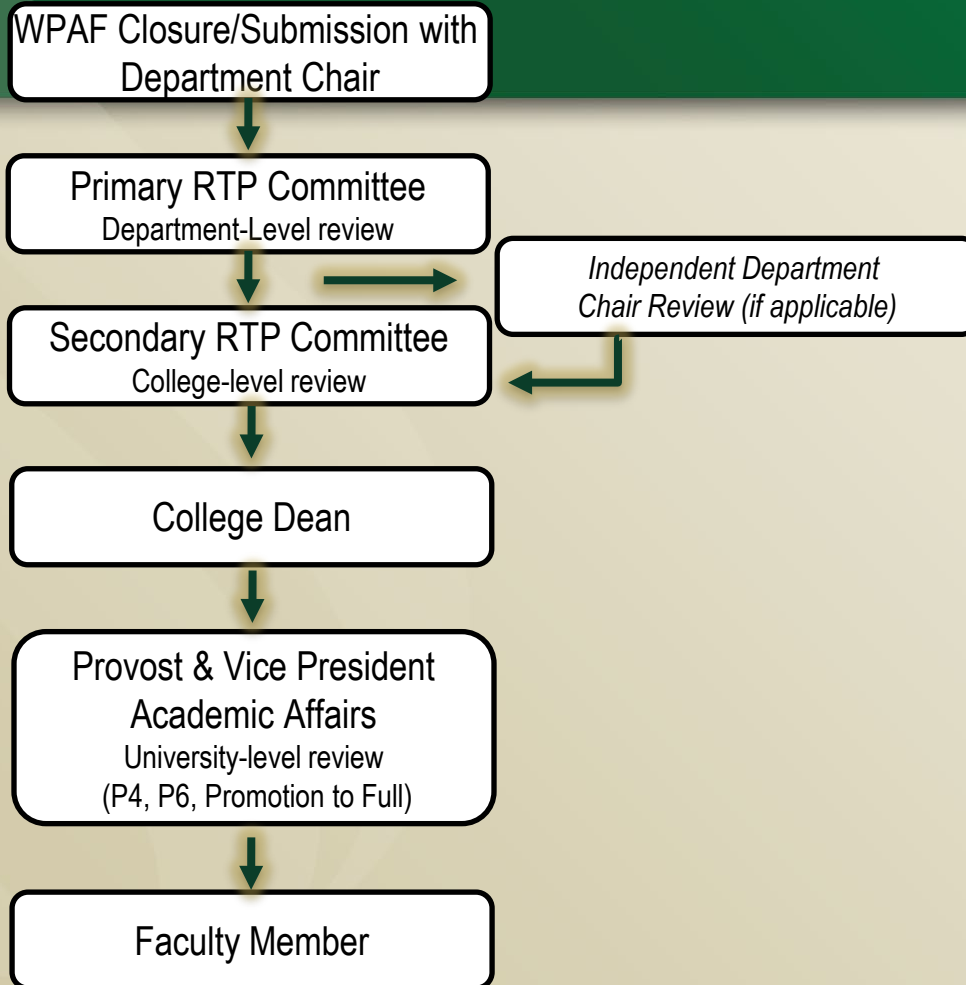 WPAF Closure/Submission with
Department Chair
Primary RTP Committee
Department-Level review
Independent Department
Chair Review (if applicable)
Secondary RTP Committee
College-level review
College Dean
Provost & Vice President
Academic Affairs
University-level review
(P4, P6, Promotion to Full)
Faculty Member